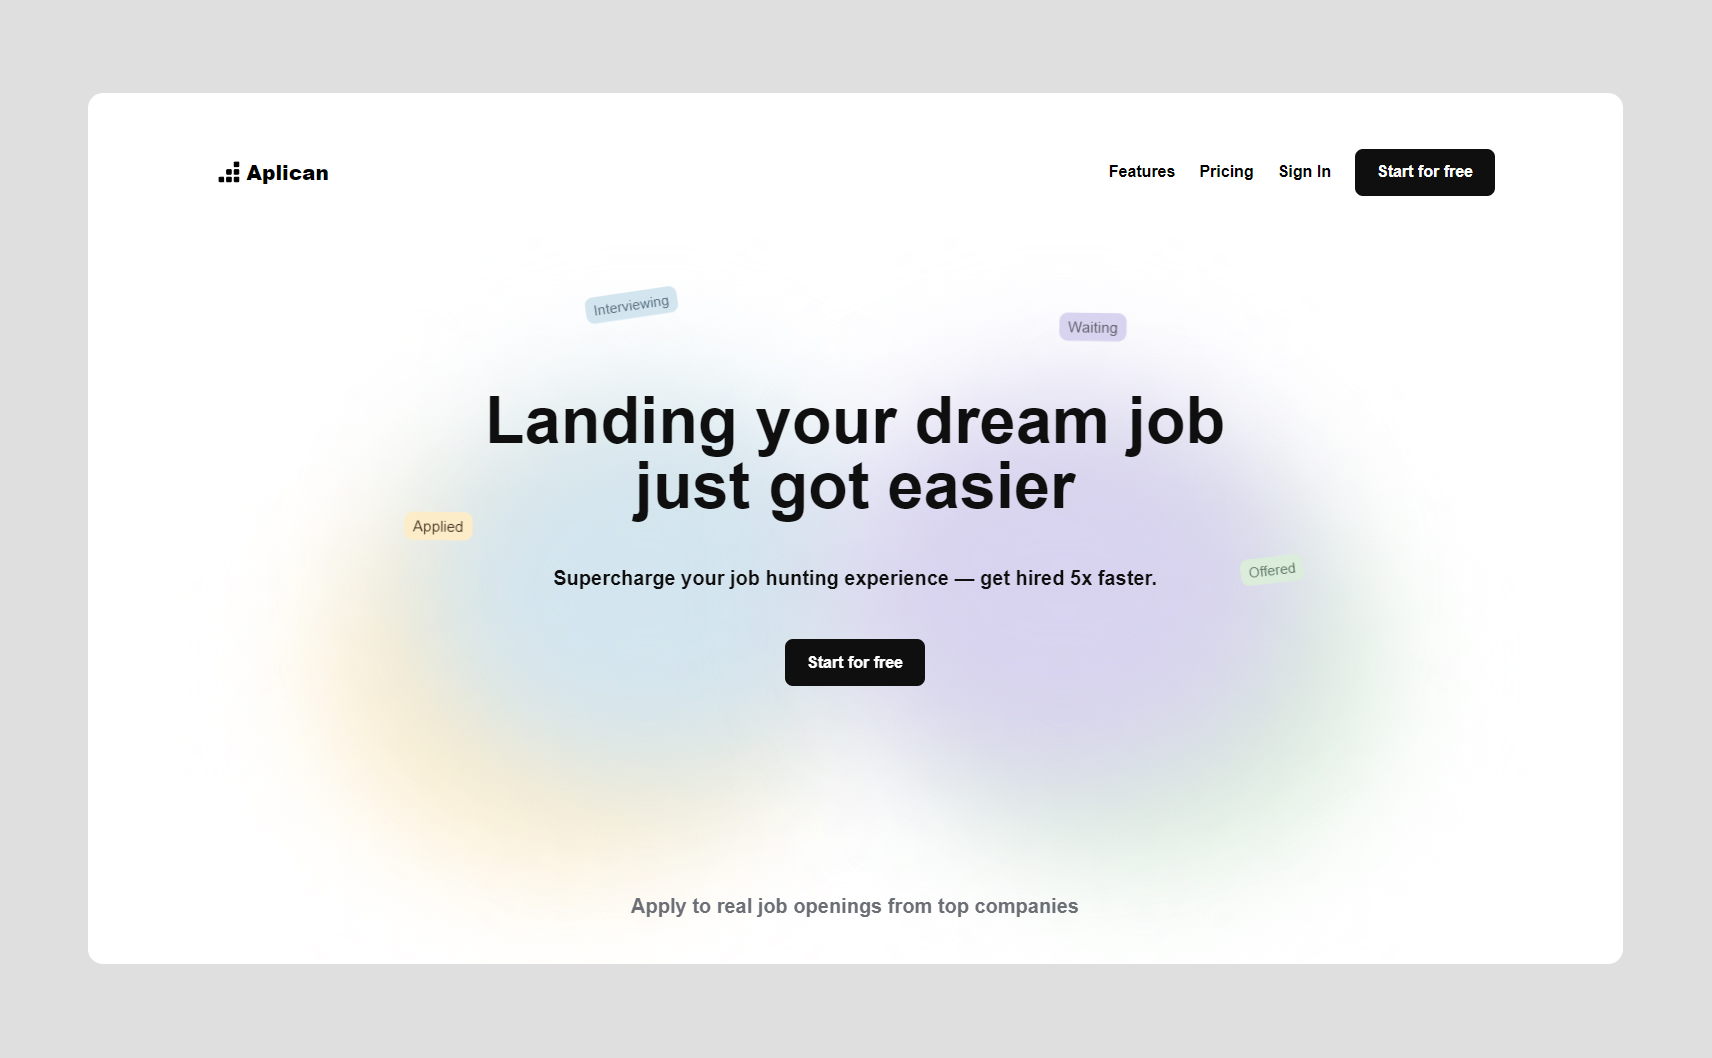 Aplican
Features
Pricing
Sign In
Start for free
Interviewing
Waiting
Landing your dream job
just got easier
Applied
Offered
Supercharge your job hunting experience — get hired 5x faster.
Start for free
Apply to real job openings from top companies